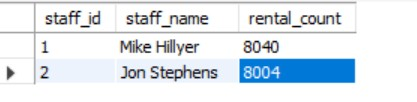 staff_id staff_name rental_count
1 Mike Hillyer 8040
2 Jon Stephens 8004